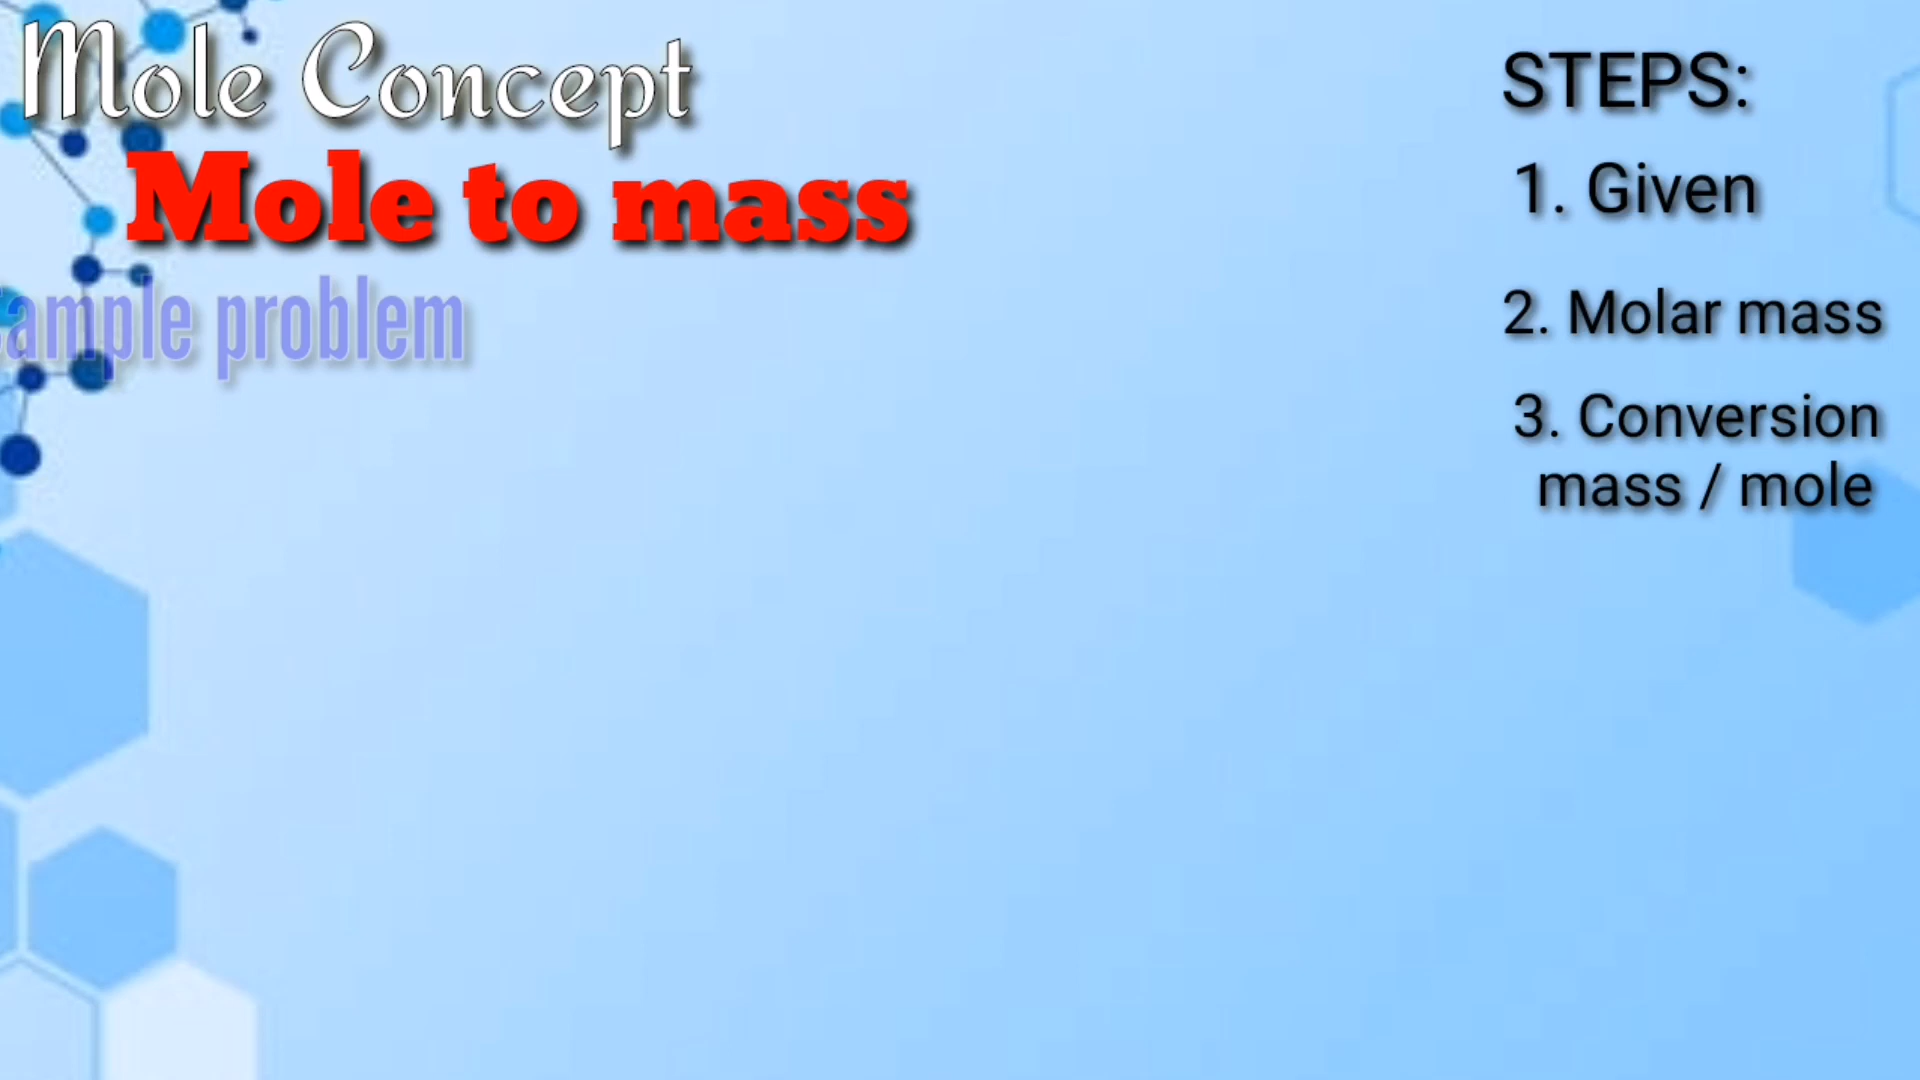 Mole Concept
Mole to mass
ample problem
STEPS:
1. Given
2. Molar mass
3. Conversion
mass / mole